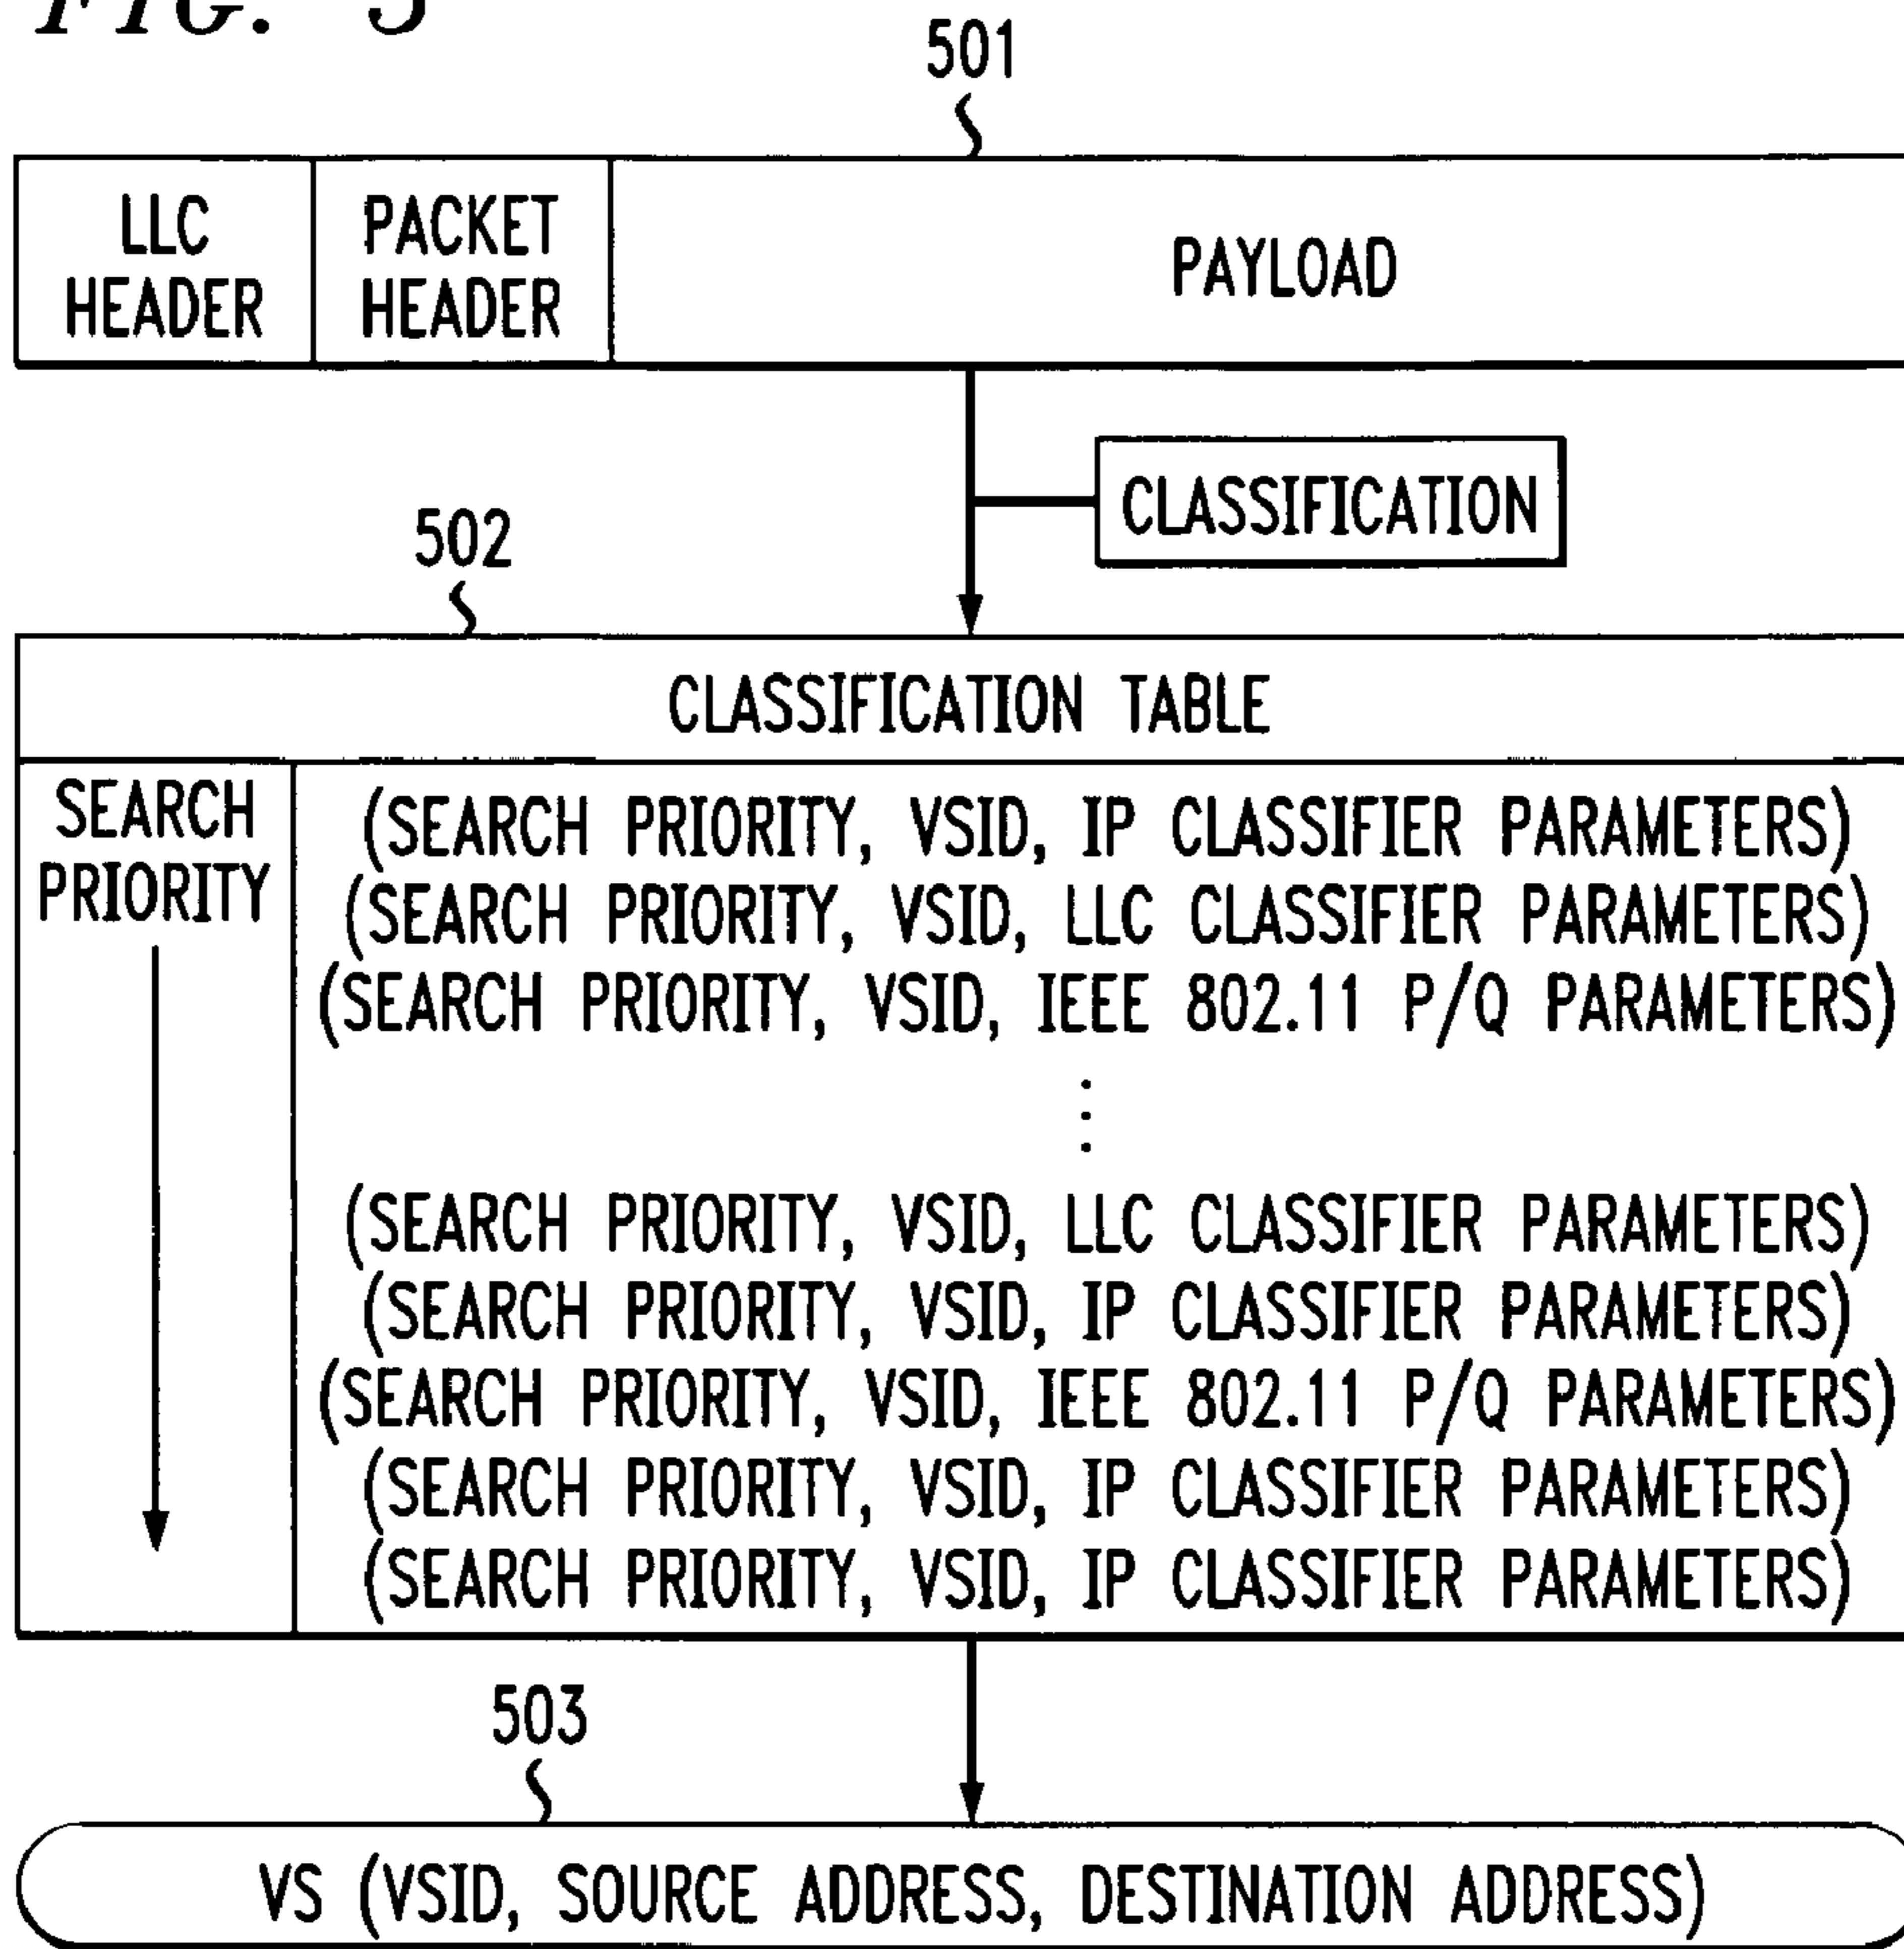 FIG. 5
501
LLC
HEADER
PACKET
HEADER
PAYLOAD
CLASSIFICATION
502
CLASSIFICATION TABLE
SEARCH
PRIORITY
(SEARCH PRIORITY, VSID, IP CLASSIFIER PARAMETERS)
(SEARCH PRIORITY, VSID, LLC CLASSIFIER PARAMETERS)
(SEARCH PRIORITY, VSID, IEEE 802.11 P/Q PARAMETERS)
(SEARCH PRIORITY, VSID, LLC CLASSIFIER PARAMETERS)
(SEARCH PRIORITY, VSID, IP CLASSIFIER PARAMETERS)
(SEARCH PRIORITY, VSID, IEEE 802.11 P/Q PARAMETERS)
(SEARCH PRIORITY, VSID, IP CLASSIFIER PARAMETERS)
(SEARCH PRIORITY, VSID, IP CLASSIFIER PARAMETERS)
503
VS (VSID, SOURCE ADDRESS, DESTINATION ADDRESS)